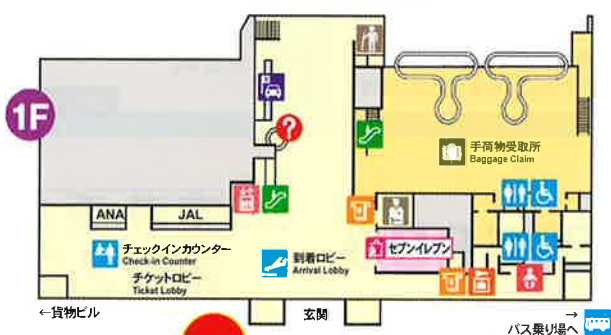 1F
?
手荷物受取所
Baggage Claim
ANA
JAL
チェックインカウンター
Check-in Counter
到着ロビー
Arrival Lobby
セブンイレブン
チケットロビー
Ticket Lobby
←貨物ビル
玄関
→
バス乗り場へ